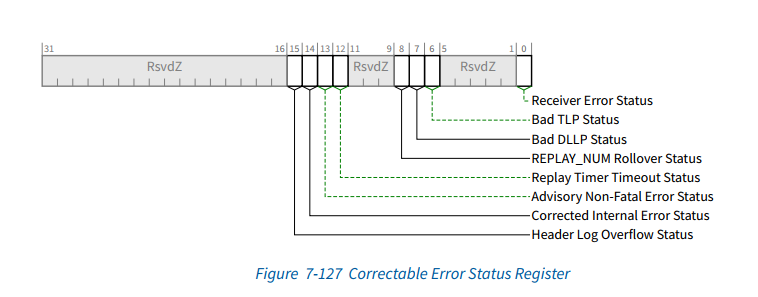 31 16 15 14 13 12 11 9 8 7 6 5 1 0
RsvdZ RsvdZ RsvdZ
Receiver Error Status
Bad TLP Status
Bad DLLP Status
REPLAY_NUM Rollover Status
Replay Timer Timeout Status
Advisory Non-Fatal Error Status
Corrected Internal Error Status
Header Log Overflow Status
Figure 7-127 Correctable Error Status Register